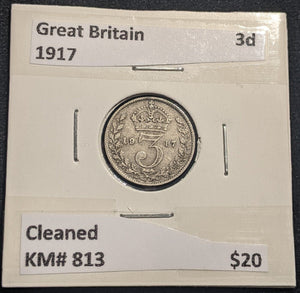 Great Britain 3d
1917
19 3 17
Cleaned
KM# 813 $20